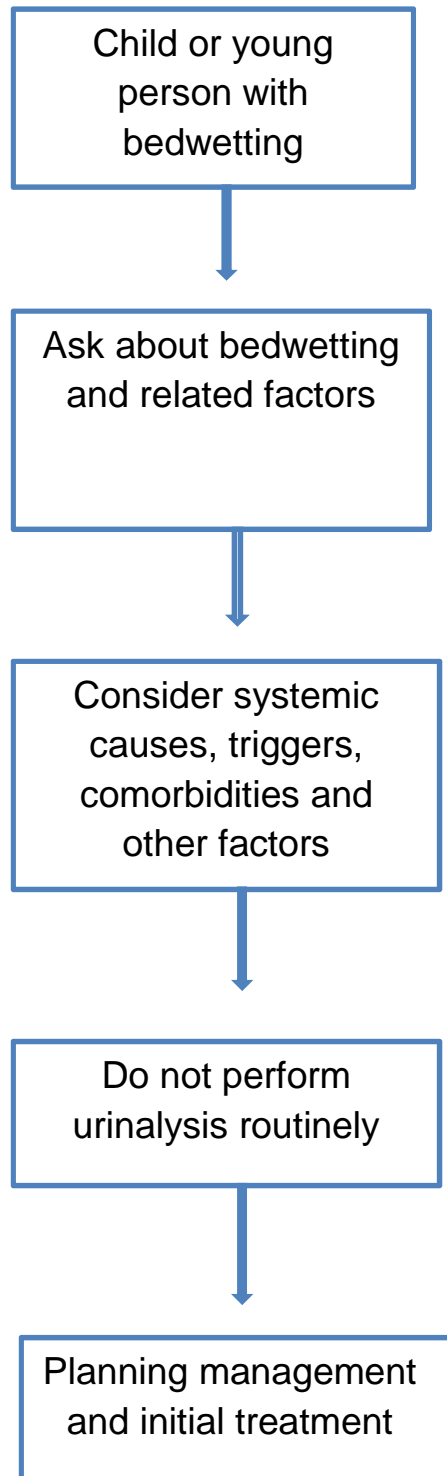 Child or young
person with
bedwetting
Ask about bedwetting
and related factors
Consider systemic
causes, triggers,
comorbidities and
other factors
Do not perform
urinalysis routinely
Planning management
and initial treatment